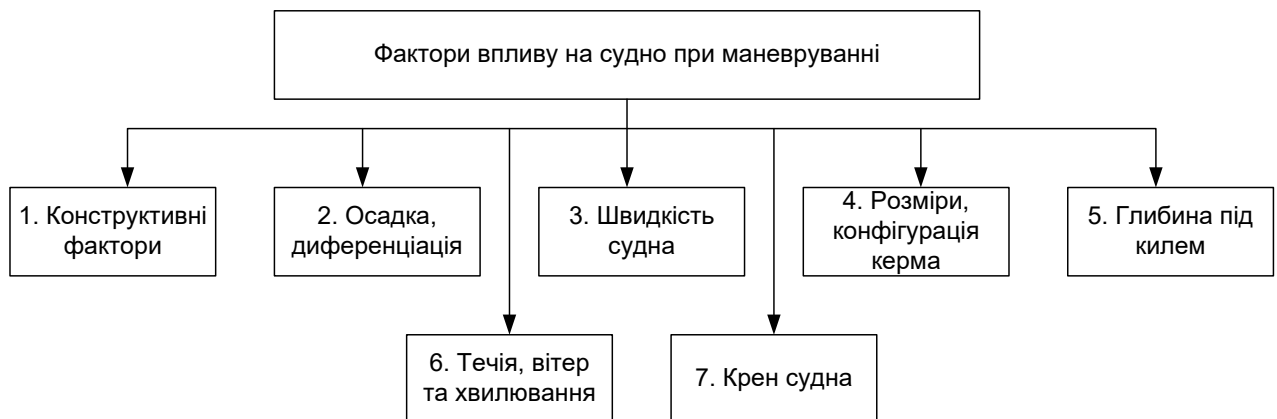 Фактори впливу на судно при маневруванні
1. Конструктивні
фактори
2. Осадка,
диференціація
3. Швидкість
судна
4. Розміри,
конфігурація
керма
5. Глибина під
килем
6. Течія, вітер
та хвилювання
7. Крен судна